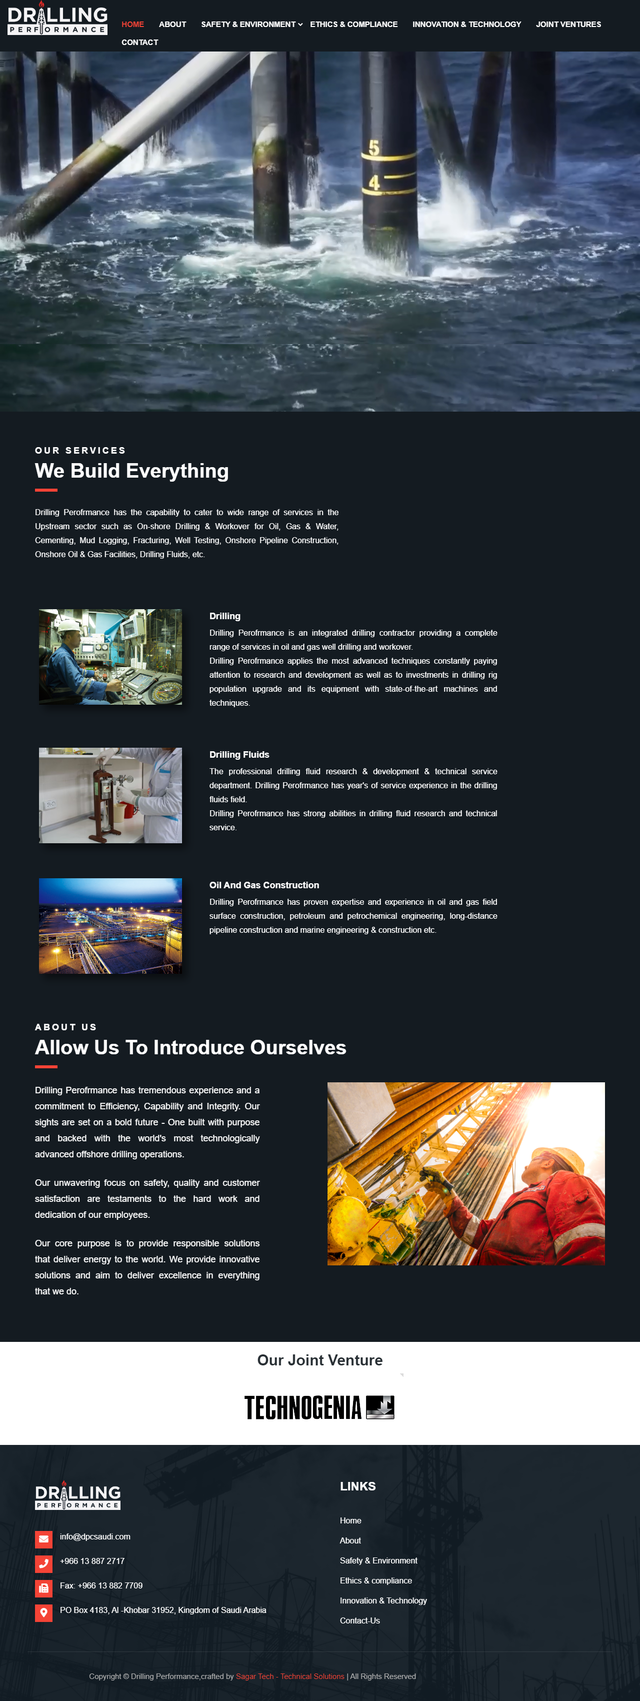 DRILLING
PERFORMANCE
HOME ABOUT SAFETY & ENVIRONMENT ETHICS & COMPLIANCE INNOVATION & TECHNOLOGY JOINT VENTURES
CONTACT
5
4
OUR SERVICES
We Build Everything
Drilling Perofrmance has the capability to cater to wide range of services in the
Upstream sector such as On-shore Drilling & Workover for Oil, Gas & Water,
Cementing, Mud Logging, Fracturing, Well Testing, Onshore Pipeline Construction,
Onshore Oil & Gas Facilities, Drilling Fluids, etc.
Drilling
Drilling Perofrmance is an integrated drilling contractor providing a complete
range of services in oil and gas well drilling and workover.
Drilling Perofrmance applies the most advanced techniques constantly paying
attention to research and development as well as to investments in drilling rig
population upgrade and its equipment with state-of-the-art machines and
techniques.
Drilling Fluids
The professional drilling fluid research & development & technical service
department. Drilling Perofrmance has year's of service experience in the drilling
fluids field.
Drilling Perofrmance has strong abilities in drilling fluid research and technical
service.
Oil And Gas Construction
Drilling Perofrmance has proven expertise and experience in oil and gas field
surface construction, petroleum and petrochemical engineering, long-distance
pipeline construction and marine engineering & construction etc.
ABOUT US
Allow Us To Introduce Ourselves
Drilling Perofrmance has tremendous experience and a
commitment to Efficiency, Capability and Integrity. Our
sights are set on a bold future - One built with purpose
and backed with the world's most technologically
advanced offshore drilling operations.
Our unwavering focus on safety, quality and customer
satisfaction are testaments to the hard work and
dedication of our employees.
Our core purpose is to provide responsible solutions
that deliver energy to the world. We provide innovative
solutions and aim to deliver excellence in everything
that we do.
Our Joint Venture
TECHNOGENIA
DRILLING
PERFORMANCE
info@dpcsaudi.com
+966 13 887 2717
Fax: +966 13 882 7709
PO Box 4183, Al -Khobar 31952, Kingdom of Saudi Arabia
LINKS
Home
About
Safety & Environment
Ethics & compliance
Innovation & Technology
Contact-Us
Copyright © Drilling Performance,crafted by Sagar Tech - Technical Solutions | All Rights Reserved